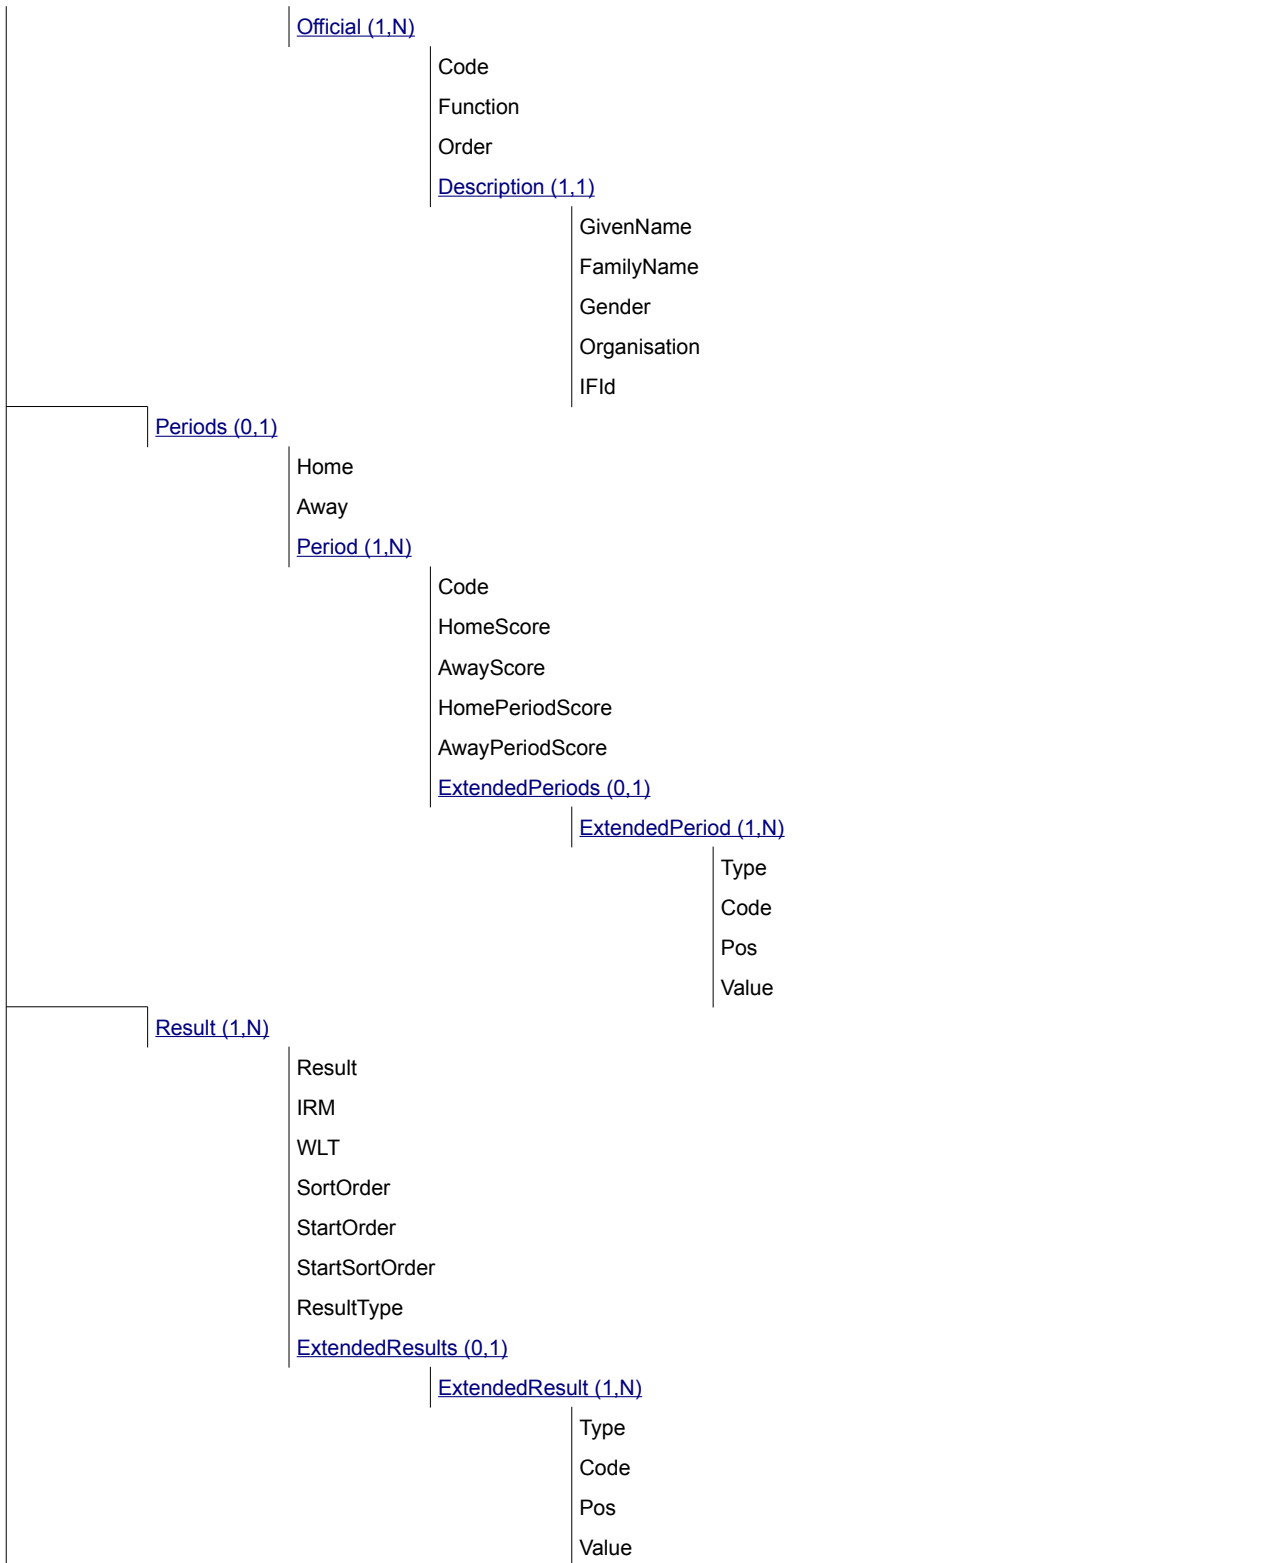 Official (1,N)
Code
Function
Order
Description (1,1)
GivenName
FamilyName
Gender
Organisation
IFId
Periods (0,1)
Home
Away
Period (1,N)
Code
HomeScore
AwayScore
HomePeriodScore
AwayPeriodScore
ExtendedPeriods (0,1)
ExtendedPeriod (1,N)
Type
Code
Pos
Value
Result (1,N)
Result
IRM
WLT
SortOrder
StartOrder
StartSortOrder
ResultType
ExtendedResults (0,1)
ExtendedResult (1,N)
Type
Code
Pos
Value